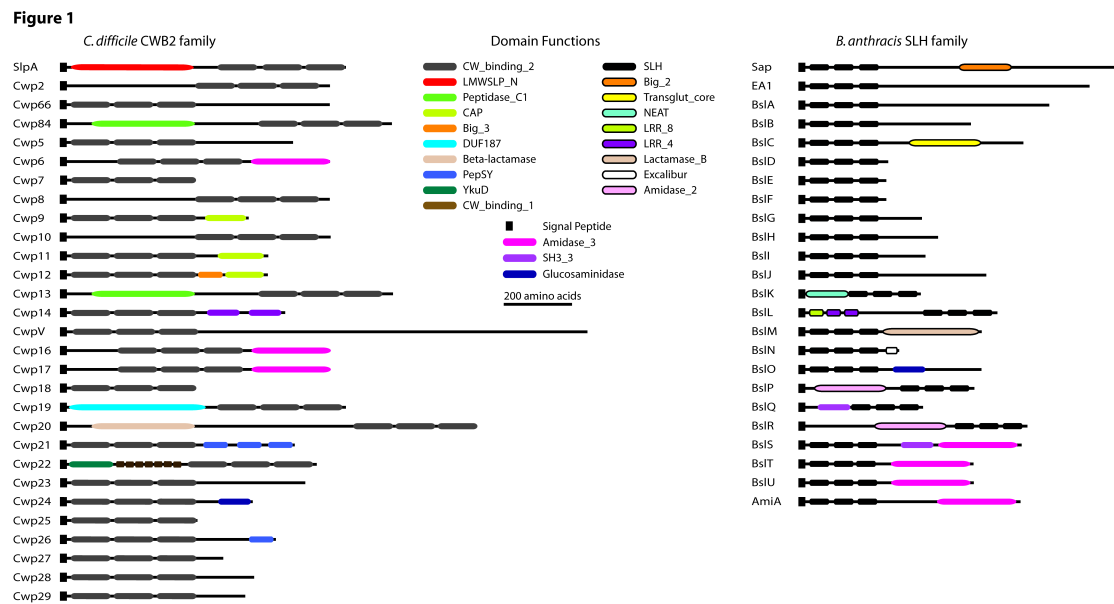 Figure 1
C. difficile CWB2 family
SlpA
Cwp2
Cwp66
Cwp84
Cwp5
Cwp6
Cwp7
Cwp8
Cwp9
Cwp10
Cwp11
Cwp12
Cwp13
Cwp14
CwpV
Cwp16
Cwp17
Cwp18
Cwp19
Cwp20
Cwp21
Cwp22
Cwp23
Cwp24
Cwp25
Cwp26
Cwp27
Cwp28
Cwp29
Domain Functions
CW_binding_2
LMWSLP_N
Peptidase_C1
CAP
Big_3
DUF187
Beta-lactamase
PepSY
YkuD
CW_binding_1
SLH
Big_2
Transglut_core
NEAT
LRR_8
LRR_4
Lactamase_B
Excalibur
Amidase_2
Signal Peptide
Amidase_3
SH3_3
Glucosaminidase
200 amino acids
B. anthracis SLH family
Sap
EA1
BslA
BslB
BslC
BslD
BslE
BslF
BslG
BslH
BslI
BslJ
BslK
BslL
BslM
BslN
BslO
BslP
BslQ
BslR
BslS
BslT
BslU
AmiA